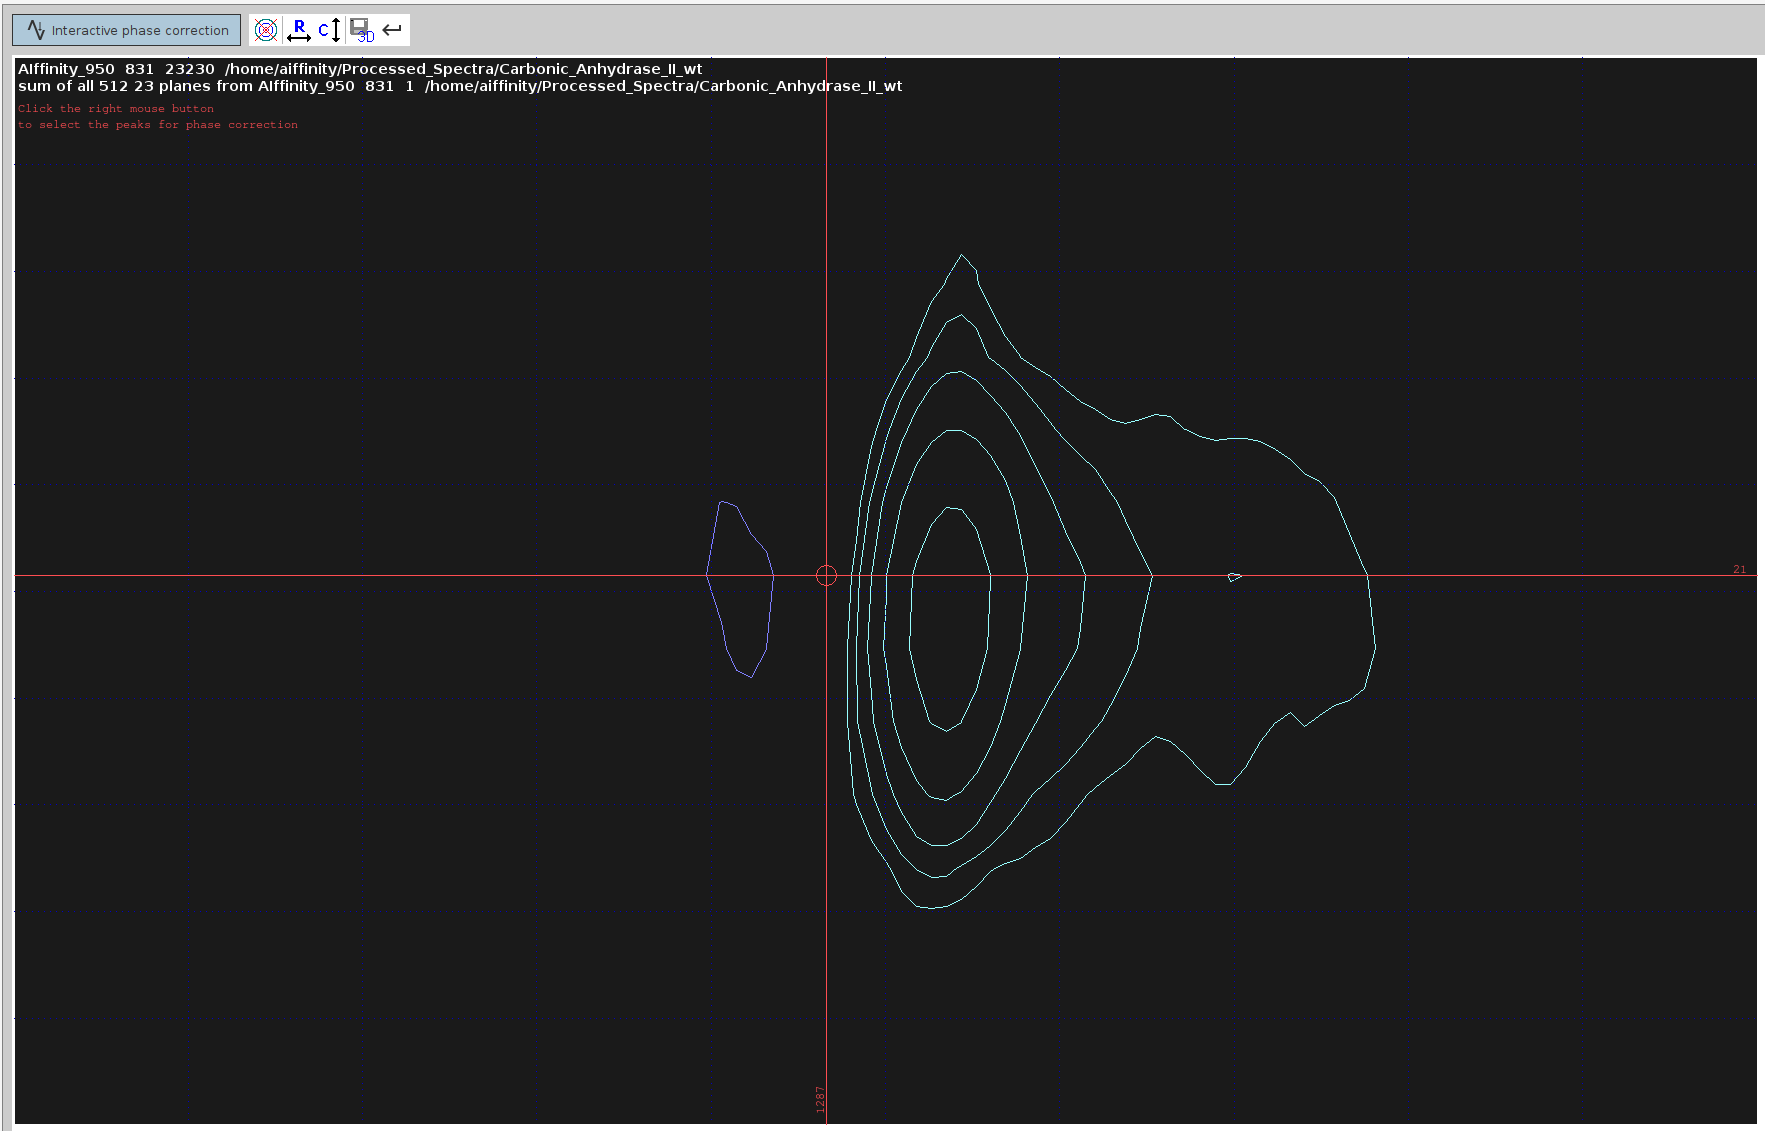 Interactive phase correction
R C 3D
AIffinity_950 831 23230 /home/aiffinity/Processed_Spectra/Carbonic_Anhydrase_II_wt
sum of all 512 23 planes from AIffinity_950 831 1 /home/aiffinity/Processed_Spectra/Carbonic_Anhydrase_II_wt
Click the right mouse button
to select the peaks for phase correction
21
1287